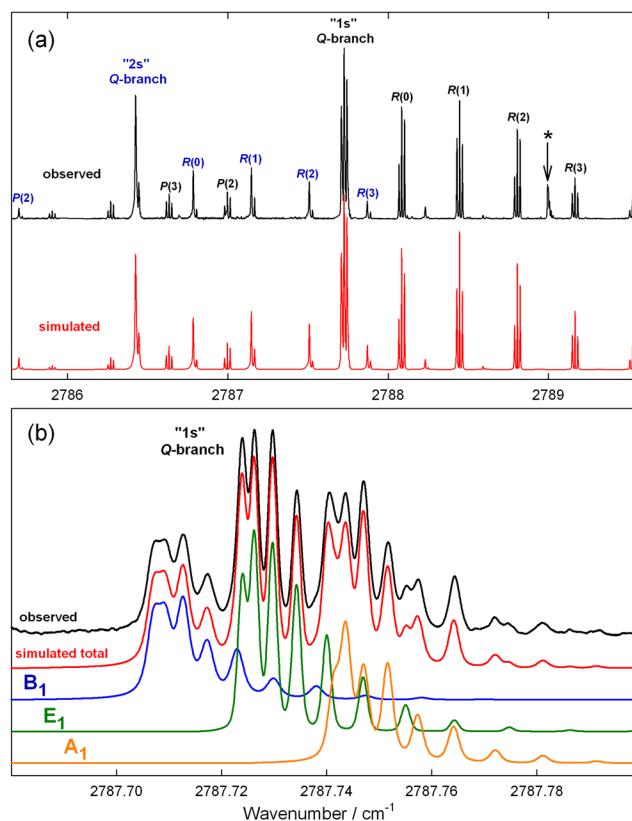 (a)
"1s"
Q-branch
"2s"
Q-branch
R(0)
R(1)
R(2)
*
R(0)
R(1)
P(3)
P(2)
R(2)
R(3)
R(3)
P(2)
observed
simulated
2786
2787
2788
2789
(b)
"1s"
Q-branch
observed
simulated total
B1
E1
A1
2787.70
2787.72
2787.74
2787.76
2787.78
Wavenumber / cm-1